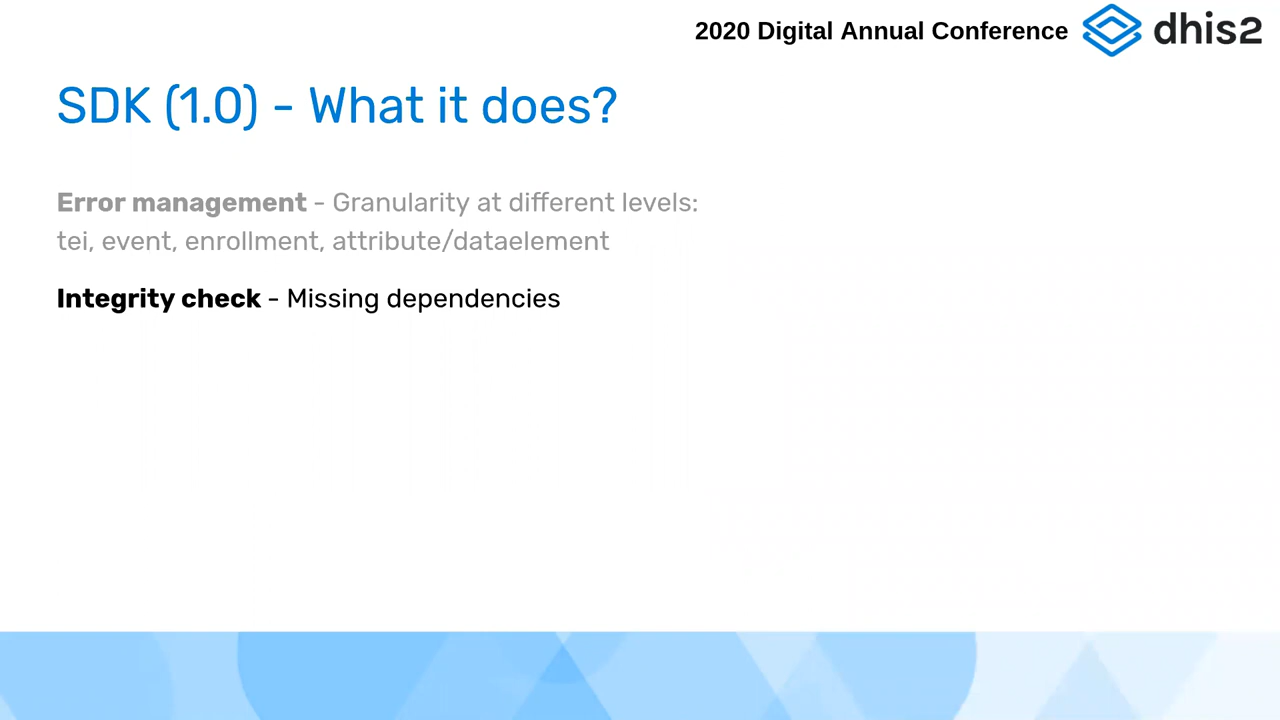 2020 Digital Annual Conference
dhis2
SDK (1.0) - What it does?
Error management - Granularity at different levels:
tei, event, enrollment, attribute/dataelement
Integrity check - Missing dependencies